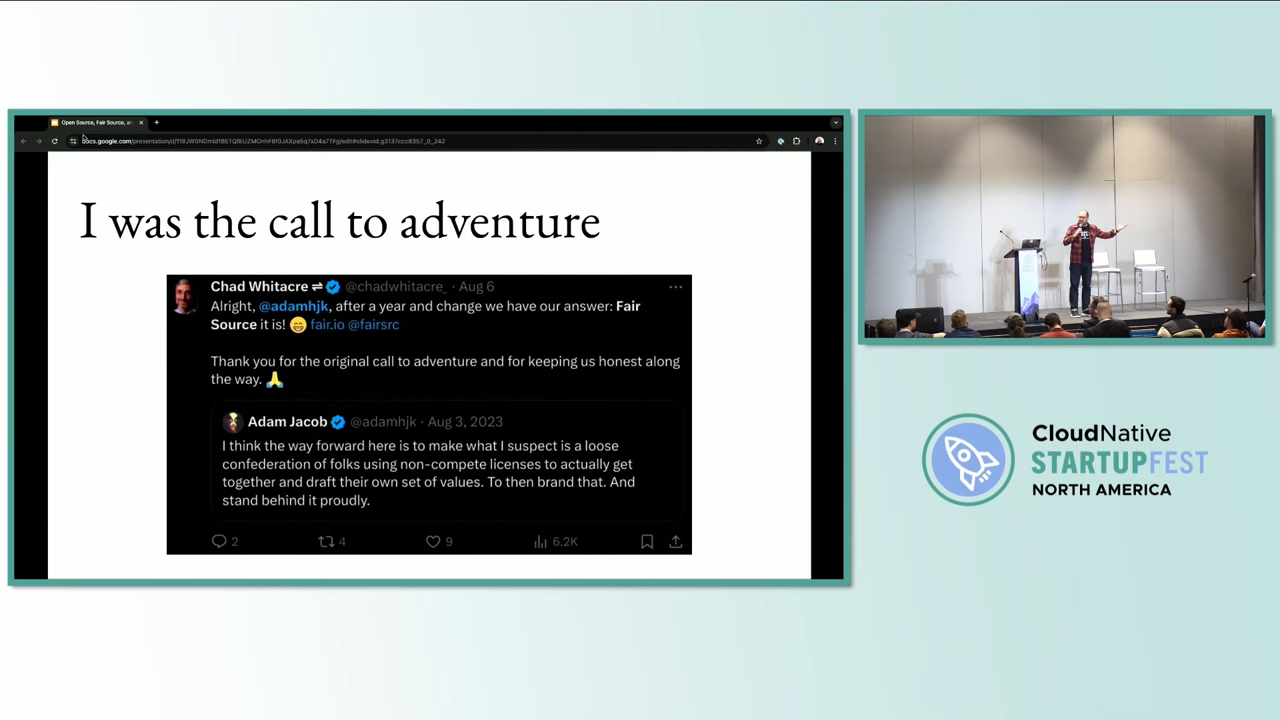 Open Source, Fair Source, an
I was the call to adventure
Chad Whitacre ⇌ @chadwhitacre_ · Aug 6
Alright, @adamhjk, after a year and change we have our answer: Fair
Source it is! 😁 fair.io @fairsrc
Thank you for the original call to adventure and for keeping us honest along
the way. 🙏
Adam Jacob @adamhjk · Aug 3, 2023
I think the way forward here is to make what I suspect is a loose
confederation of folks using non-compete licenses to actually get
together and draft their own set of values. To then brand that. And
stand behind it proudly.
2 4 9 6.2K
CloudNative
STARTUPFEST
NORTH AMERICA